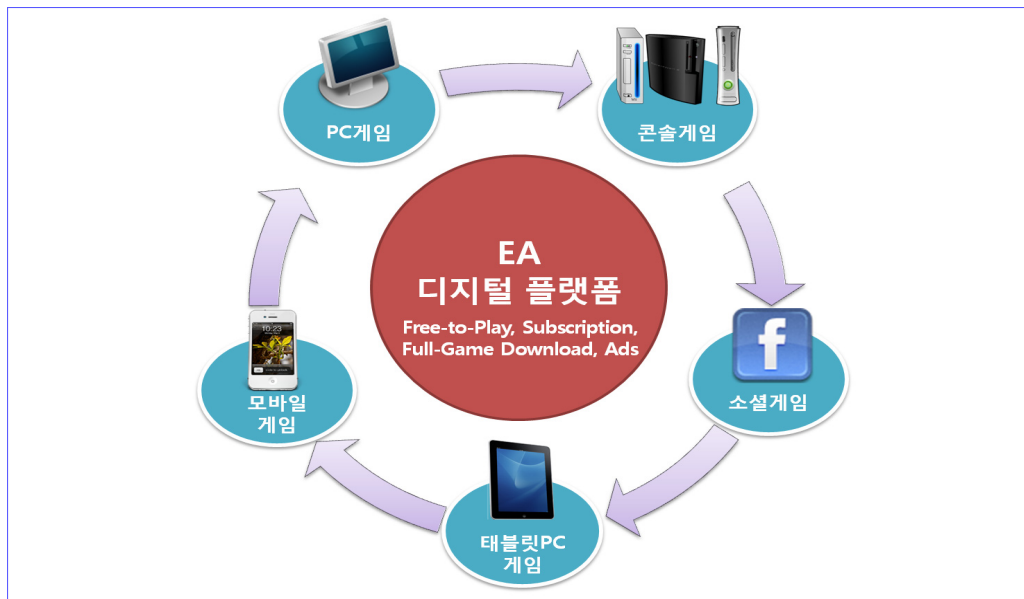 PC게임
콘솔게임
EA
디지털 플랫폼
Free-to-Play, Subscription,
Full-Game Download, Ads
10:23
모바일
게임
f
소셜게임
태블릿PC
게임